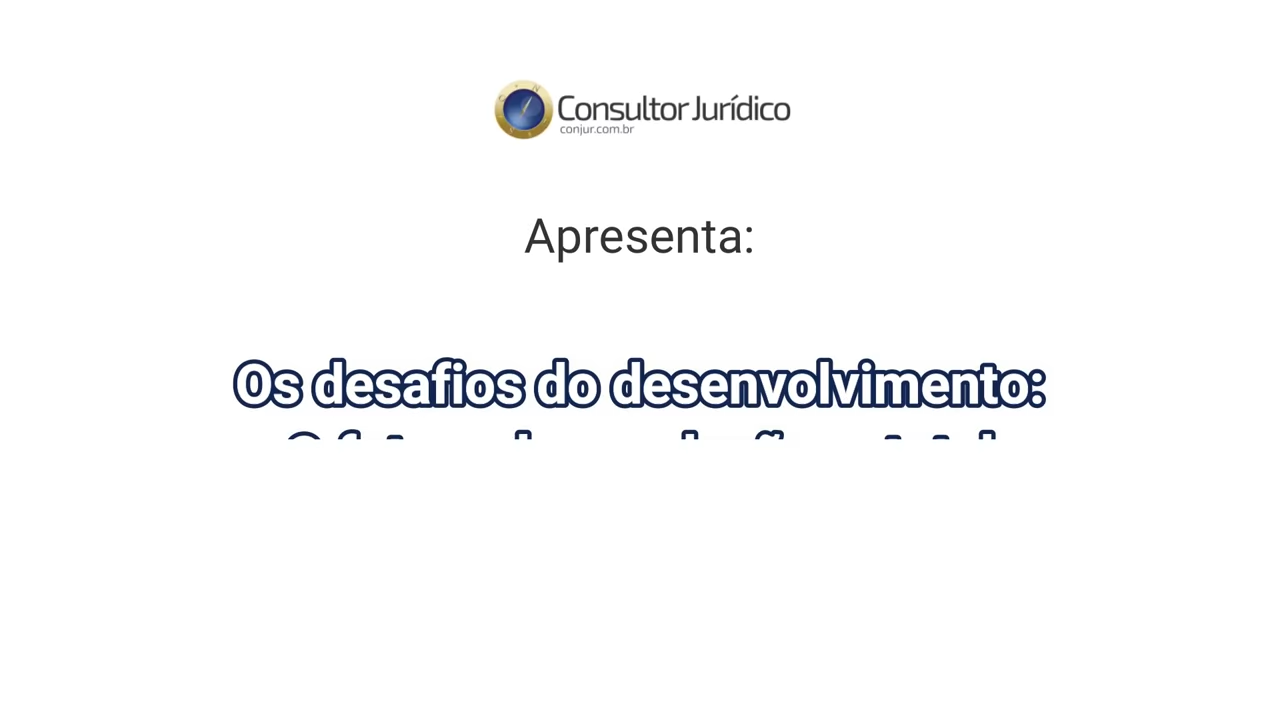 Consultor Jurídico
conjur.com.br
Apresenta:
Os desafios do desenvolvimento: